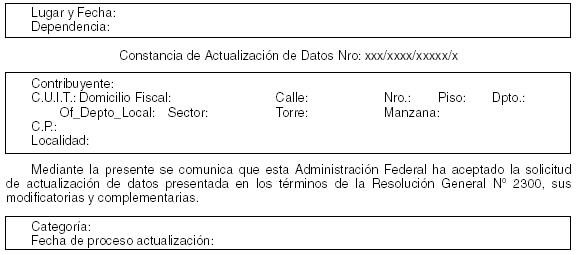 Lugar y Fecha:
Dependencia:
Constancia de Actualización de Datos Nro: xxx/xxxx/xxxxx/x
Contribuyente:
C.U.I.T.: Domicilio Fiscal: Calle: Nro.: Piso: Dpto.:
Of_Depto_Local: Sector: Torre: Manzana:
C.P.:
Localidad:
Mediante la presente se comunica que esta Administración Federal ha aceptado la solicitud
de actualización de datos presentada en los términos de la Resolución General Nº 2300, sus
modificatorias y complementarias.
Categoría:
Fecha de proceso actualización: